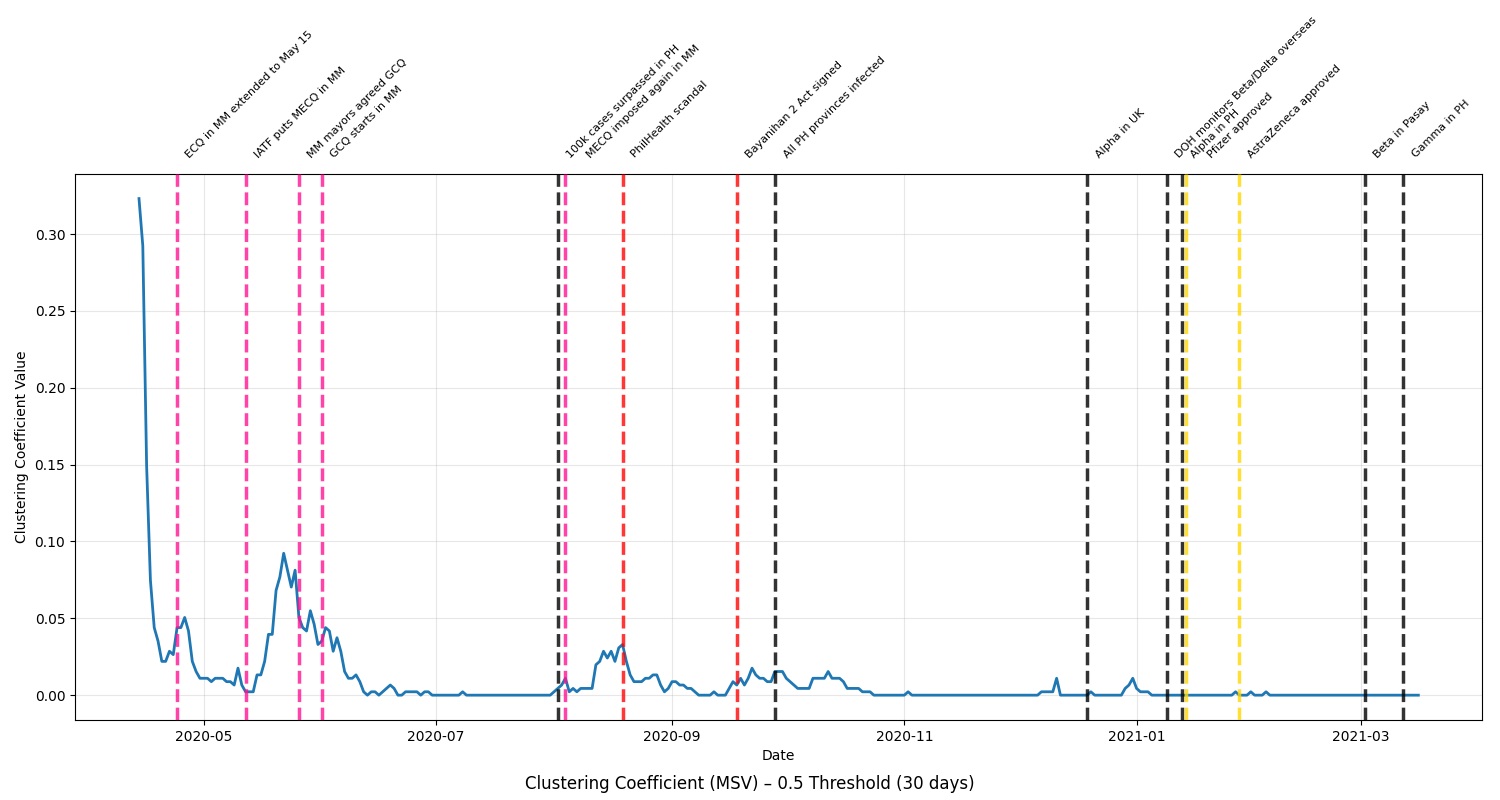 ECQ in MM extended to May 15
IATF puts MECQ in MM
MM mayors agreed GCQ
GCQ starts in MM
100k cases surpassed in PH
MECQ imposed again in MM
PhilHealth scandal
Bayanihan 2 Act signed
All PH provinces infected
Alpha in UK
DOH monitors Beta/Delta overseas
Alpha in PH
Pfizer approved
AstraZeneca approved
Beta in Pasay
Gamma in PH
Clustering Coefficient Value
0.30
0.25
0.20
0.15
0.10
0.05
0.00
2020-05
2020-07
2020-09
2020-11
2021-01
2021-03
Date
Clustering Coefficient (MSV) – 0.5 Threshold (30 days)